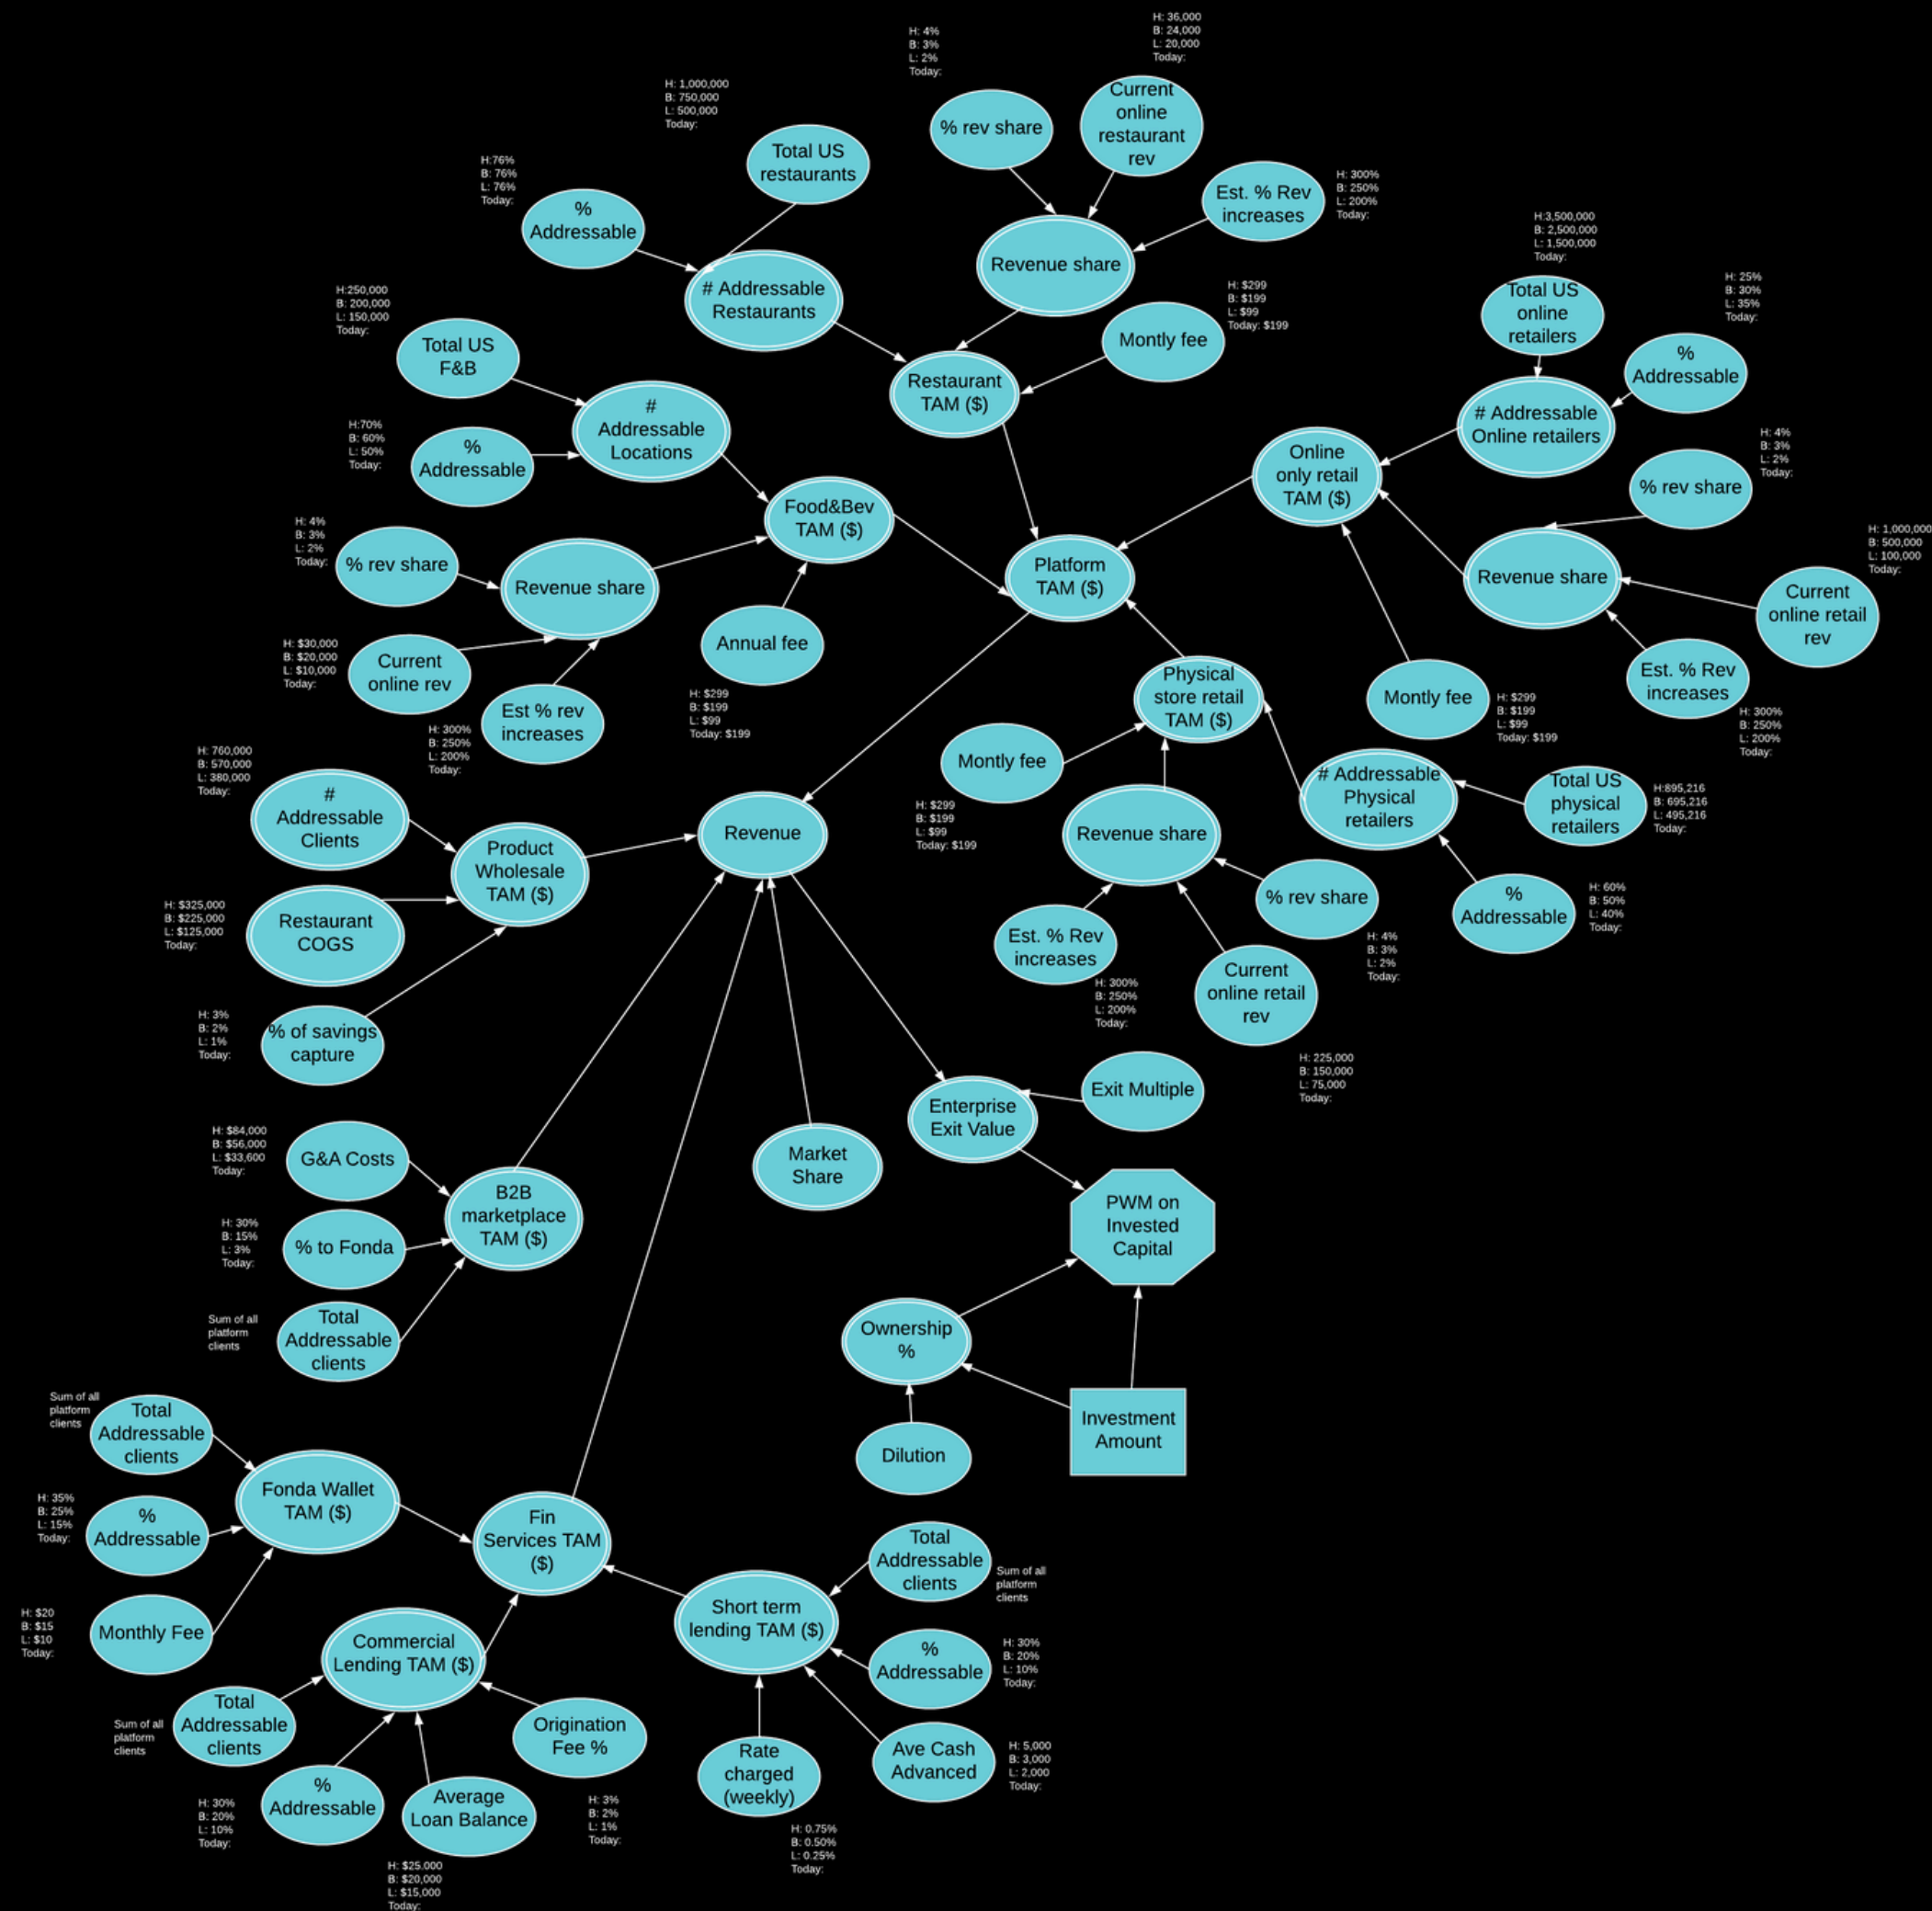 H: 36,000
B: 24,000
L: 20,000
Today:
H: 4%
B: 3%
L: 2%
Today:
H: 1,000,000
B: 750,000
L: 500,000
Today:
Current
online
restaurant
rev
% rev share
Total US
restaurants
H:76%
B: 76%
L: 76%
Today:
%
Addressable
Est. % Rev
increases
H: 300%
B: 250%
L: 200%
Today:
H:3,500,000
B: 2,500,000
L: 1,500,000
Today:
Revenue share
# Addressable
Restaurants
H:250,000
B: 200,000
L: 150,000
Today:
Total US
F&B
H: $299
B: $199
L: $99
Today: $199
Montly fee
Total US
online
retailers
H: 25%
B: 30%
L: 35%
Today:
%
Addressable
Restaurant
TAM ($)
#
Addressable
Locations
H:70%
B: 60%
L: 50%
Today:
%
Addressable
# Addressable
Online retailers
H: 4%
B: 3%
L: 2%
Today:
Online
only retail
TAM ($)
% rev share
Food&Bev
TAM ($)
H: 4%
B: 3%
L: 2%
Today:
% rev share
Revenue share
Platform
TAM ($)
Revenue share
H: 1,000,000
B: 500,000
L: 100,000
Today:
Current
online retail
rev
Annual fee
H: $30,000
B: $20,000
L: $10,000
Today:
Current
online rev
Est % rev
increases
H: 300%
B: 250%
L: 200%
Today:
H: $299
B: $199
L: $99
Today: $199
Physical
store retail
TAM ($)
Montly fee
H: $299
B: $199
L: $99
Today: $199
Est. % Rev
increases
H: 300%
B: 250%
L: 200%
Today:
H: 760,000
B: 570,000
L: 380,000
Today:
#
Addressable
Clients
Montly fee
H: $299
B: $199
L: $99
Today: $199
# Addressable
Physical
retailers
Total US
physical
retailers
H:895,216
B: 695,216
L: 495,216
Today:
Revenue
Revenue share
Product
Wholesale
TAM ($)
H: $325,000
B: $225,000
L: $125,000
Today:
Restaurant
COGS
% rev share
H: 4%
B: 3%
L: 2%
Today:
%
Addressable
H: 60%
B: 50%
L: 40%
Today:
Est. % Rev
increases
H: 300%
B: 250%
L: 200%
Today:
Current
online retail
rev
H: 225,000
B: 150,000
L: 75,000
Today:
H: 3%
B: 2%
L: 1%
Today:
% of savings
capture
Enterprise
Exit Value
Exit Multiple
H: $84,000
B: $56,000
L: $33,600
Today:
G&A Costs
Market
Share
B2B
marketplace
TAM ($)
PWM on
Invested
Capital
H: 30%
B: 15%
L: 3%
Today:
% to Fonda
Sum of all
platform
clients
Total
Addressable
clients
Ownership
%
Investment
Amount
Dilution
Sum of all
platform
clients
Total
Addressable
clients
Fonda Wallet
TAM ($)
H: 35%
B: 25%
L: 15%
Today:
%
Addressable
Fin
Services TAM
($)
H: $20
B: $15
L: $10
Today:
Monthly Fee
Total
Addressable
clients
Sum of all
platform
clients
Short term
lending TAM ($)
%
Addressable
H: 30%
B: 20%
L: 10%
Today:
Commercial
Lending TAM ($)
Sum of all
platform
clients
Total
Addressable
clients
Origination
Fee %
H: 3%
B: 2%
L: 1%
Today:
Rate
charged
(weekly)
H: 0.75%
B: 0.50%
L: 0.25%
Today:
Ave Cash
Advanced
H: 5,000
B: 3,000
L: 2,000
Today:
H: 30%
B: 20%
L: 10%
Today:
%
Addressable
Average
Loan Balance
H: $25.000
B: $20,000
L: $15,000
Today: